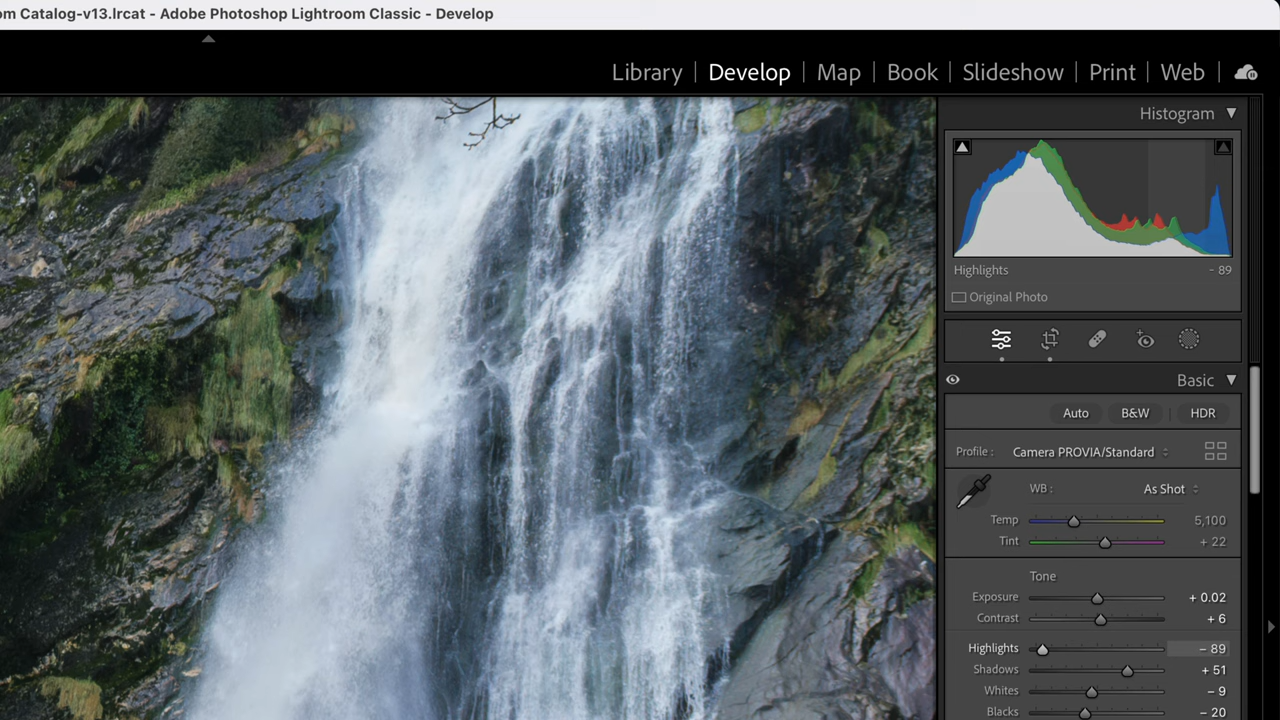 om Catalog-v13.lrcat - Adobe Photoshop Lightroom Classic - Develop
Library | Develop | Map | Book | Slideshow | Print | Web |
Histogram
Highlights - 89
Original Photo
Basic
Auto B&W | HDR
Profile : Camera PROVIA/Standard
WB : As Shot
Temp 5,100
Tint + 22
Tone
Exposure + 0.02
Contrast + 6
Highlights - 89
Shadows + 51
Whites - 9
Blacks - 20